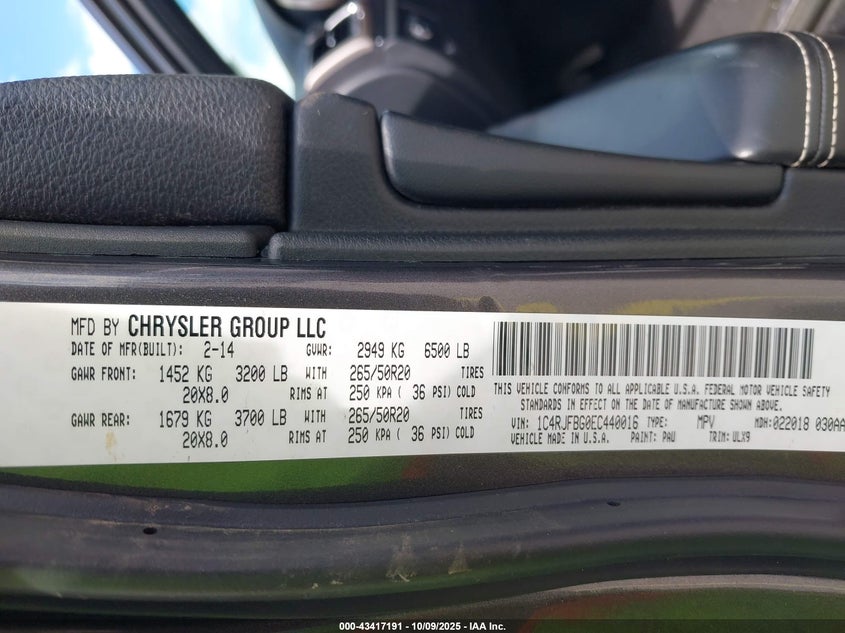 MFD BY CHRYSLER GROUP LLC
DATE OF MFR(BUILT): 2-14 GVWR: 2949 KG 6500 LB
GAWR FRONT: 1452 KG 3200 LB WITH 265/50R20 TIRES
20X8.0 RIMS AT 250 KPA ( 36 PSI) COLD
GAWR REAR: 1679 KG 3700 LB WITH 265/50R20 TIRES
20X8.0 RIMS AT 250 KPA ( 36 PSI) COLD
THIS VEHICLE CONFORMS TO ALL APPLICABLE U.S.A. FEDERAL MOTOR VEHICLE SAFETY
STANDARDS IN EFFECT ON THE DATE OF MANUFACTURE SHOWN ABOVE.
VIN: 1C4RJFBG0EC440016 TYPE: MPV MDH:022018 030AA
VEHICLE MADE IN U.S.A. PAINT: PAU TRIM: ULX9
000-43417191 - 10/09/2025 - IAA Inc.